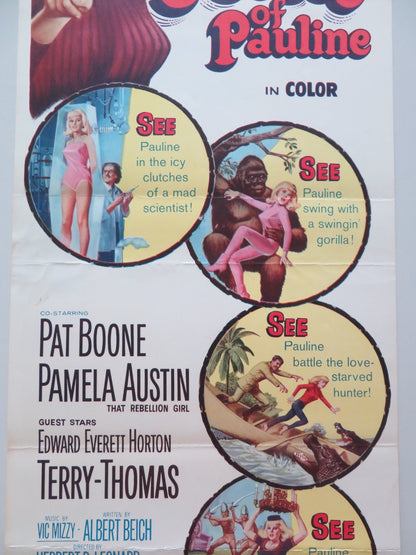 of
Pauline
IN COLOR
SEE
Pauline
in the icy
clutches
of a mad
scientist!
SEE
Pauline
swing with
a swingin'
gorilla!
SEE
Pauline
battle the love-
starved
hunter!
CO-STARRING
PAT BOONE
PAMELA AUSTIN
THAT REBELLION GIRL
GUEST STARS
EDWARD EVERETT HORTON
TERRY-THOMAS
MUSIC BY
VIC MIZZY •
WRITTEN BY
ALBERT BEICH
DIRECTED BY
HERBERT B. LEONARD
SEE
Pauline